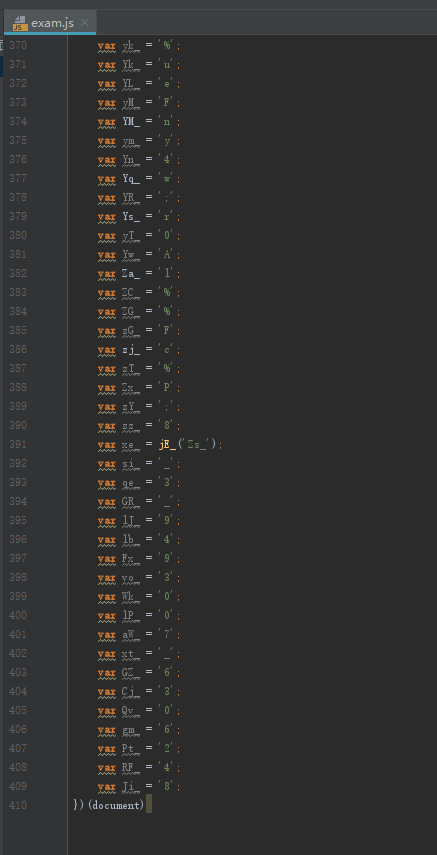 exam.js
370 var yk_ = '%';
371 var Yk_ = 'u';
372 var YL_ = 'e';
373 var yM_ = 'F';
374 var YM_ = 'n';
375 var ym_ = 'y';
376 var Yn_ = '4';
377 var Yq_ = 'w';
378 var YR_ = ':';
379 var Ys_ = 'r';
380 var yT_ = '0';
381 var Yw_ = 'A';
382 var Za_ = 'l';
383 var ZC_ = '%';
384 var ZG_ = '%';
385 var zG_ = 'F';
386 var zj_ = 'c';
387 var zT_ = '%';
388 var Zx_ = 'P';
389 var zY_ = ':';
390 var zz_ = '8';
391 var xe_ = jE_('Zs_');
392 var si_ = '_';
393 var qe_ = '3';
394 var GR_ = '_';
395 var lJ_ = '9';
396 var lb_ = '4';
397 var Fx_ = '9';
398 var vo_ = '3';
399 var Wk_ = '0';
400 var lP_ = '0';
401 var aW_ = '7';
402 var xt_ = '_';
403 var GZ_ = '6';
404 var Cj_ = '3';
405 var Qv_ = '0';
406 var gm_ = '6';
407 var Pt_ = '2';
408 var RF_ = '4';
409 var Ji_ = '8';
410 })(document)